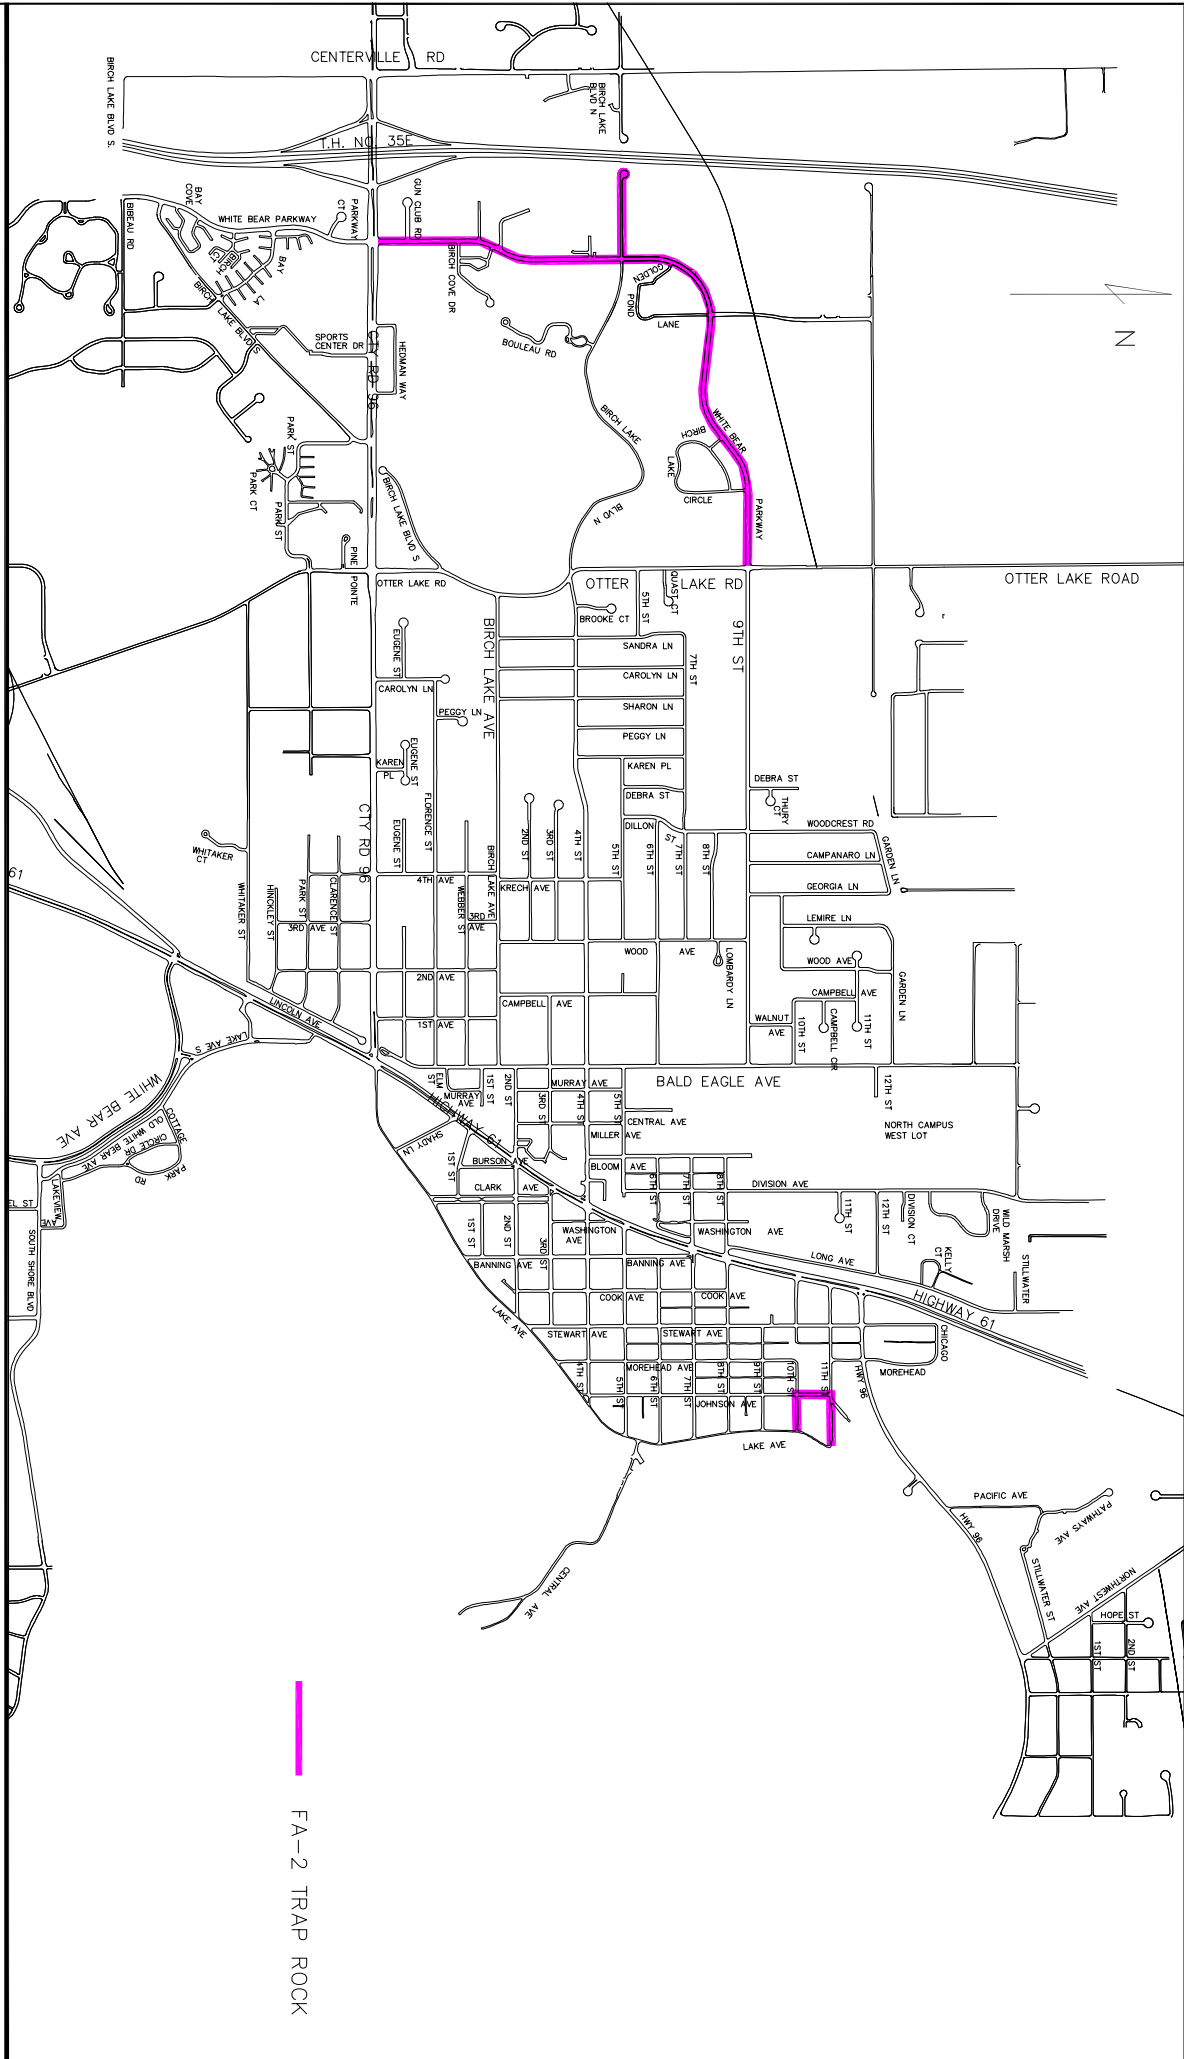 CENTERVILLE RD
BIRCH LAKE BLVD S.
BIRCH LAKE
BLVD N
T.H. NO. 35E
BAY
COVE
WHITE BEAR PARKWAY
PARKWAY
CT
GUN CLUB RD
BIBEAU RD
BIRCH
CT
BAY
LA
BIRCH COVE DR
GOLDEN
POND
LANE
N
BIRCH LAKE BLVD S
SPORTS
CENTER DR
CTY RD 96
HEDMAN WAY
BOULEAU RD
BIRCH LAKE
BLVD N
WHITE BEAR
PARKWAY
BIRCH
LAKE
CIRCLE
PARK ST
PARK CT
PARK ST
BIRCH LAKE BLVD S
PINE
POINTE
OTTER LAKE RD
OTTER LAKE RD
OTTER LAKE ROAD
QUAST CT
5TH ST
BROOKE CT
9TH ST
EUGENE ST
BIRCH LAKE AVE
SANDRA LN
7TH ST
CAROLYN LN
CAROLYN LN
SHARON LN
PEGGY LN
PEGGY LN
KAREN
PL
EUGENE ST
KAREN PL
DEBRA ST
DEBRA ST
THURY
CT
FLORENCE ST
CTY RD 96
EUGENE ST
2ND ST
3RD ST
4TH ST
5TH ST
DILLON
ST
6TH ST
7TH ST
8TH ST
WOODCREST RD
GARDEN LN
CAMPANARO LN
GEORGIA LN
WHITAKER
CT
61
WHITAKER ST
HINCKLEY ST
PARK ST
CLARENCE ST
3RD AVE
4TH AVE
WEBBER ST
BIRCH
LAKE AVE
3RD
AVE
KRECH AVE
LEMIRE LN
WOOD AVE
LOMBARDY LN
WOOD AVE
2ND AVE
GARDEN LN
CAMPBELL AVE
CAMPBELL AVE
LINCOLN AVE
1ST AVE
WALNUT
AVE
10TH ST
CAMPBELL CIR
11TH ST
LAKE AVE S
WHITE BEAR AVE
ELM
ST
MURRAY
AVE
1ST ST
2ND ST
3RD ST
MURRAY AVE
4TH ST
5TH ST
BALD EAGLE AVE
12TH ST
HIGHWAY 61
CENTRAL AVE
NORTH CAMPUS
WEST LOT
COTTAGE
PARK
RD
CIRCLE DR
OLD WHITE BEAR AVE
SHADY LN
1ST ST
MILLER AVE
BURSON AVE
BLOOM AVE
CLARK AVE
6TH ST
7TH ST
8TH ST
DIVISION AVE
EL ST
LAKEVIEW
AVE
SOUTH SHORE BLVD
1ST ST
2ND ST
3RD ST
WASHINGTON
AVE
WASHINGTON AVE
11TH ST
12TH ST
DIVISION CT
WILD MARSH
DRIVE
STILLWATER
BANNING AVE
BANNING AVE
LONG AVE
KELLY
CT
COOK AVE
COOK AVE
HIGHWAY 61
LAKE AVE
STEWART AVE
STEWART AVE
CHICAGO
MOREHEAD AVE
MOREHEAD
4TH ST
5TH ST
6TH ST
7TH ST
8TH ST
9TH ST
10TH ST
11TH ST
HWY 96
JOHNSON AVE
LAKE AVE
PACIFIC AVE
PATHWAYS AVE
HWY 96
STILLWATER ST
NORTHWEST AVE
CENTRAL AVE
HOPE ST
1ST ST
2ND ST
FA-2 TRAP ROCK